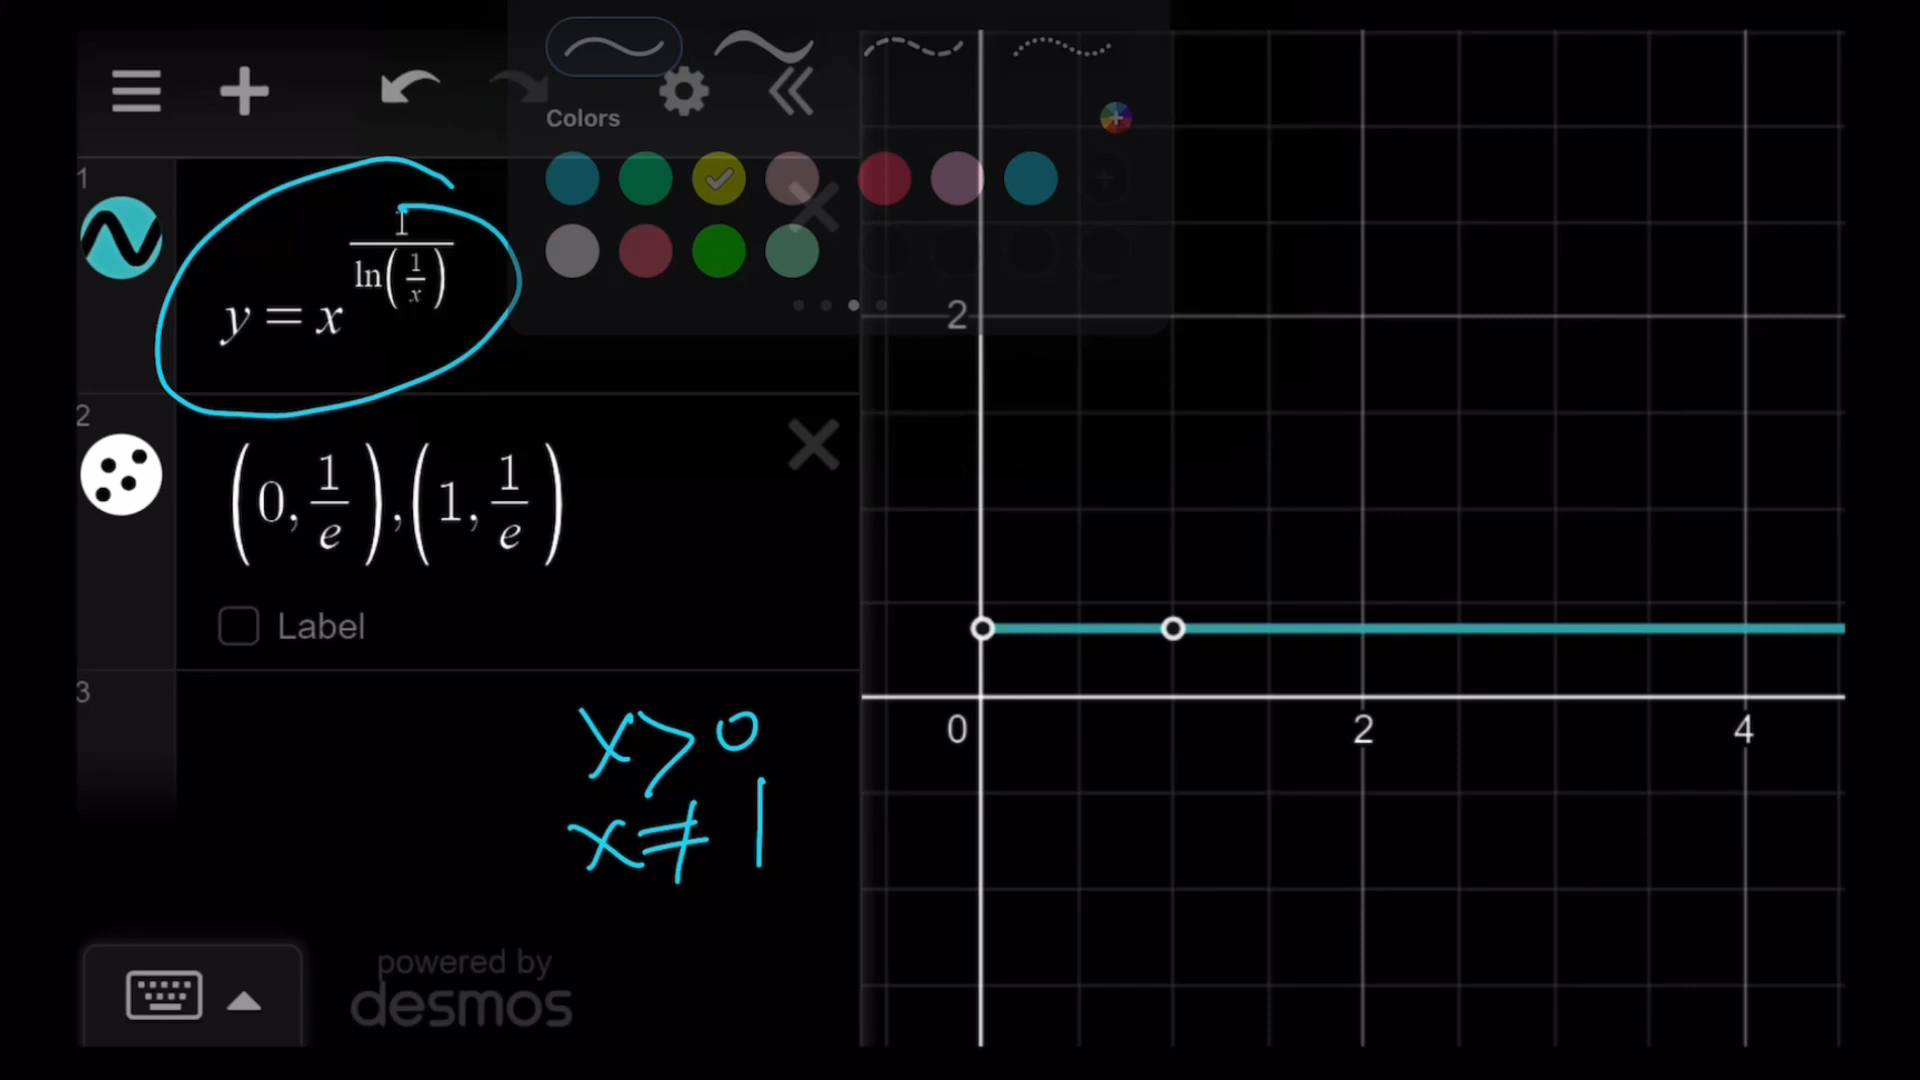 Colors
1
y = x^(1/ln(1/x))
2
(0, 1/e), (1, 1/e)
Label
3
x>0
x≠1
powered by
desmos
2
0
2
4